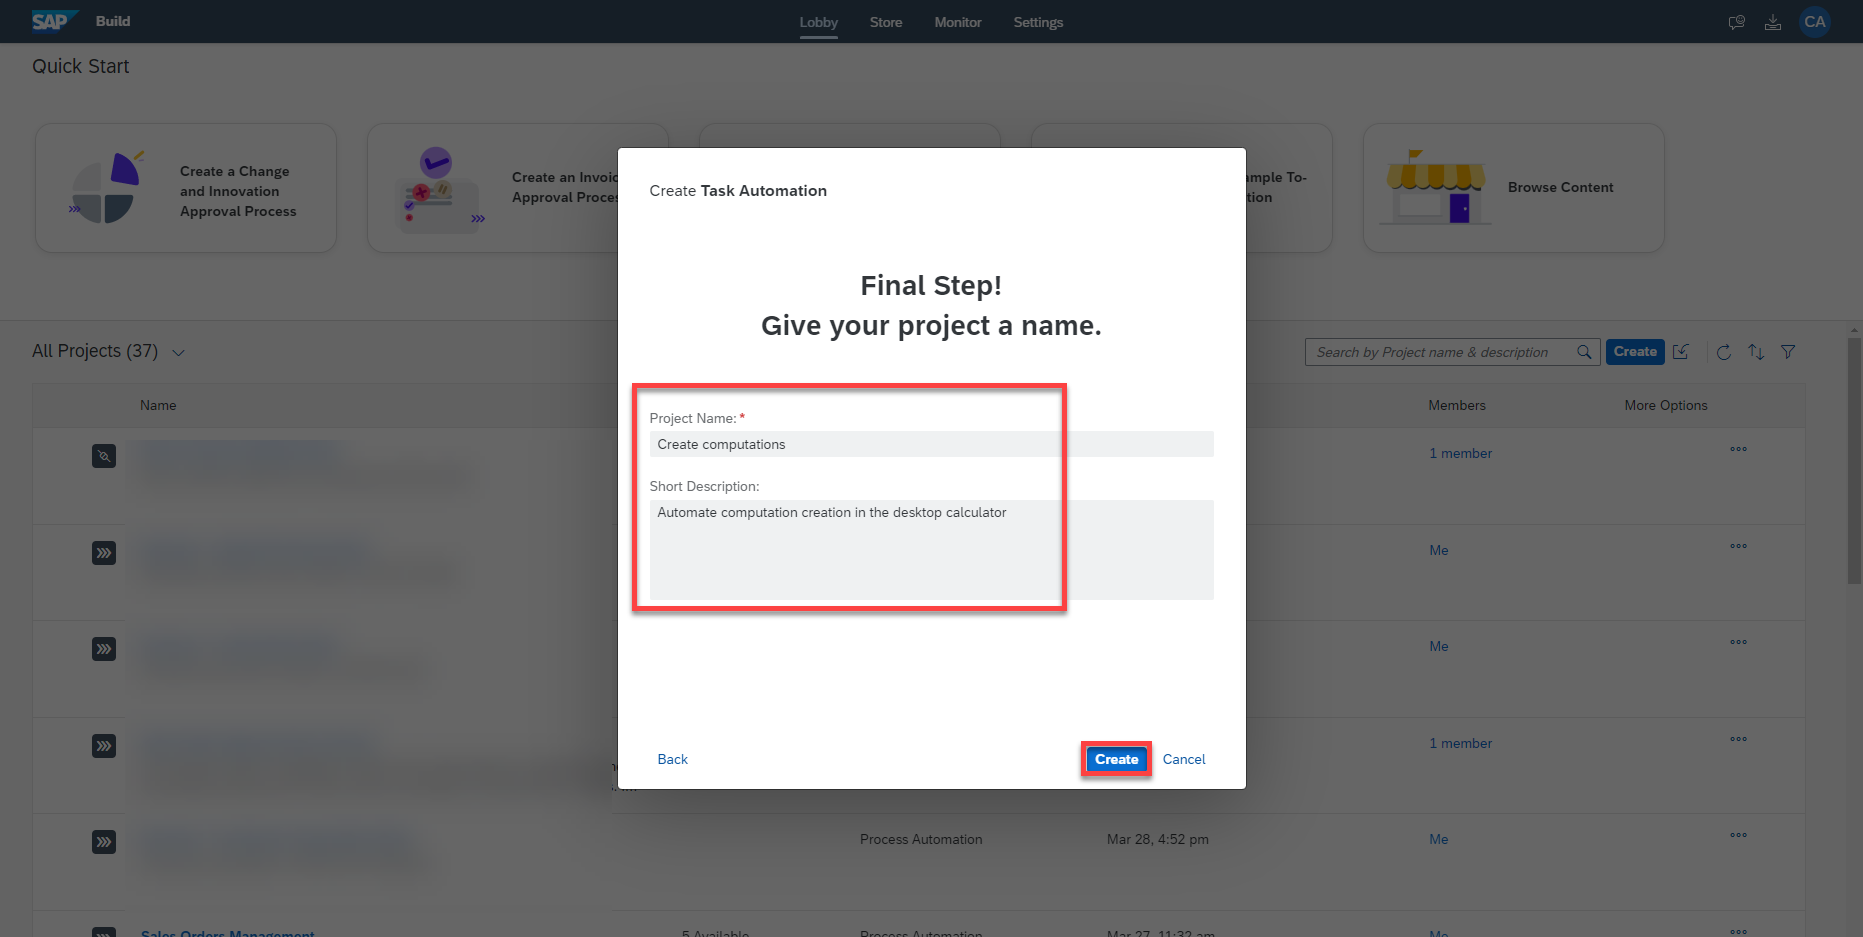 SAP Build
Lobby Store Monitor Settings
CA
Quick Start
Create a Change
and Innovation
Approval Process
Create an Invoic
Approval Proces
ample To-
tion
Browse Content
Create Task Automation
Final Step!
Give your project a name.
Project Name: *
Create computations
Short Description:
Automate computation creation in the desktop calculator
Back
Create
Cancel
All Projects (37)
Search by Project name & description
Create
Name
Members
More Options
1 member
Me
Me
1 member
Process Automation
Mar 28, 4:52 pm
Me
Sales Orders Management
5 Available
Process Automation
Mar 27, 11:32 am
Me